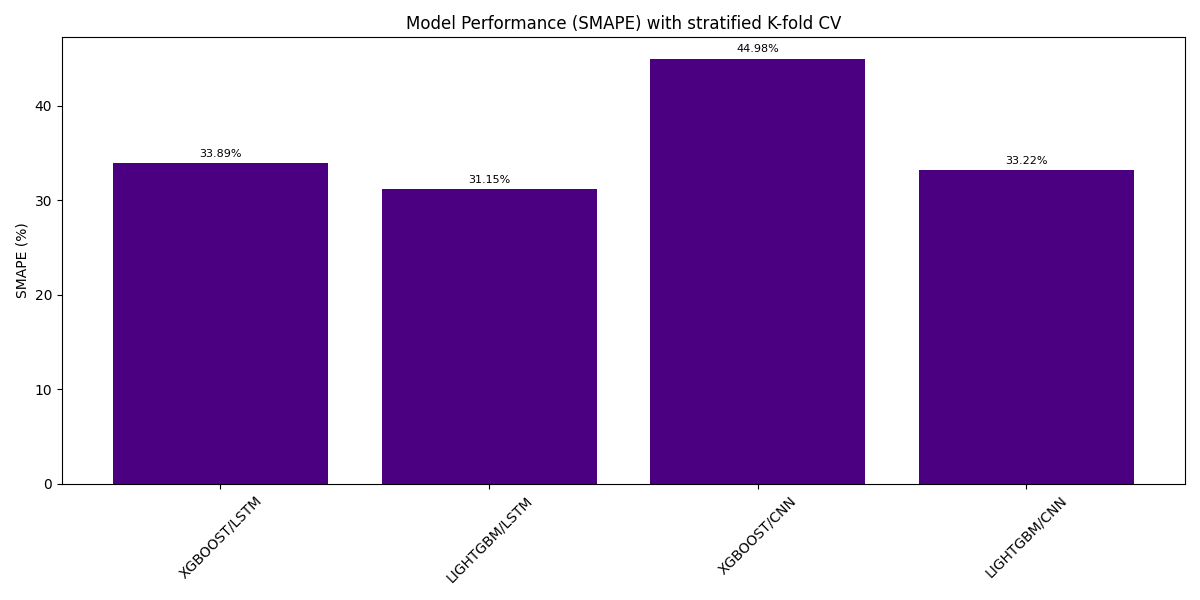 Model Performance (SMAPE) with stratified K-fold CV
SMAPE (%)
40
30
20
10
0
33.89%
31.15%
44.98%
33.22%
XGBOOST/LSTM
LIGHTGBM/LSTM
XGBOOST/CNN
LIGHTGBM/CNN